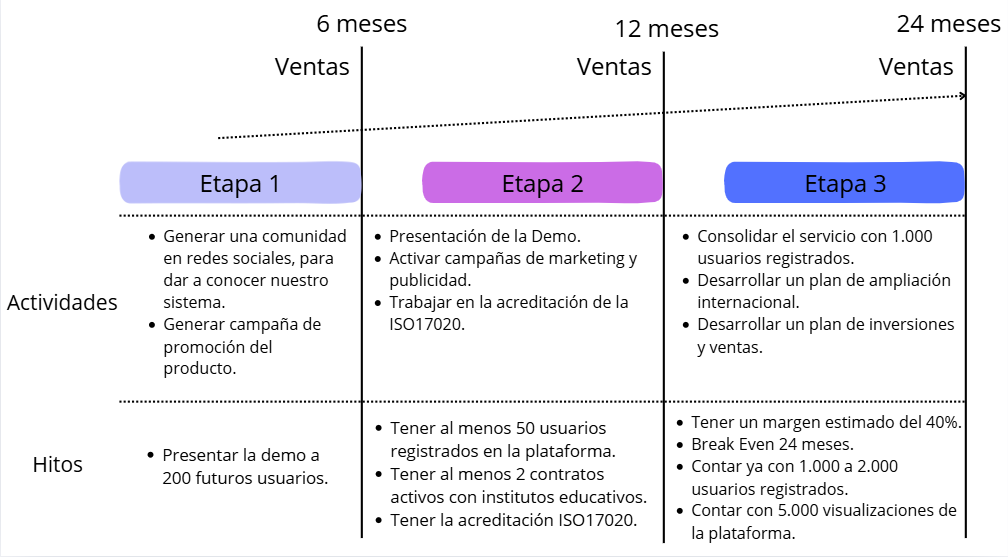 6 meses
12 meses
24 meses
Ventas
Ventas
Ventas
Etapa 1
Etapa 2
Etapa 3
Actividades
Generar una comunidad
en redes sociales, para
dar a conocer nuestro
sistema.
Generar campaña de
promoción del
producto.
Presentación de la Demo.
Activar campañas de marketing y
publicidad.
Trabajar en la acreditación de la
ISO17020.
Consolidar el servicio con 1.000
usuarios registrados.
Desarrollar un plan de ampliación
internacional.
Desarrollar un plan de inversiones
y ventas.
Hitos
Presentar la demo a
200 futuros usuarios.
Tener al menos 50 usuarios
registrados en la plataforma.
Tener al menos 2 contratos
activos con institutos educativos.
Tener la acreditación ISO17020.
Tener un margen estimado del 40%.
Break Even 24 meses.
Contar ya con 1.000 a 2.000
usuarios registrados.
Contar con 5.000 visualizaciones de
la plataforma.